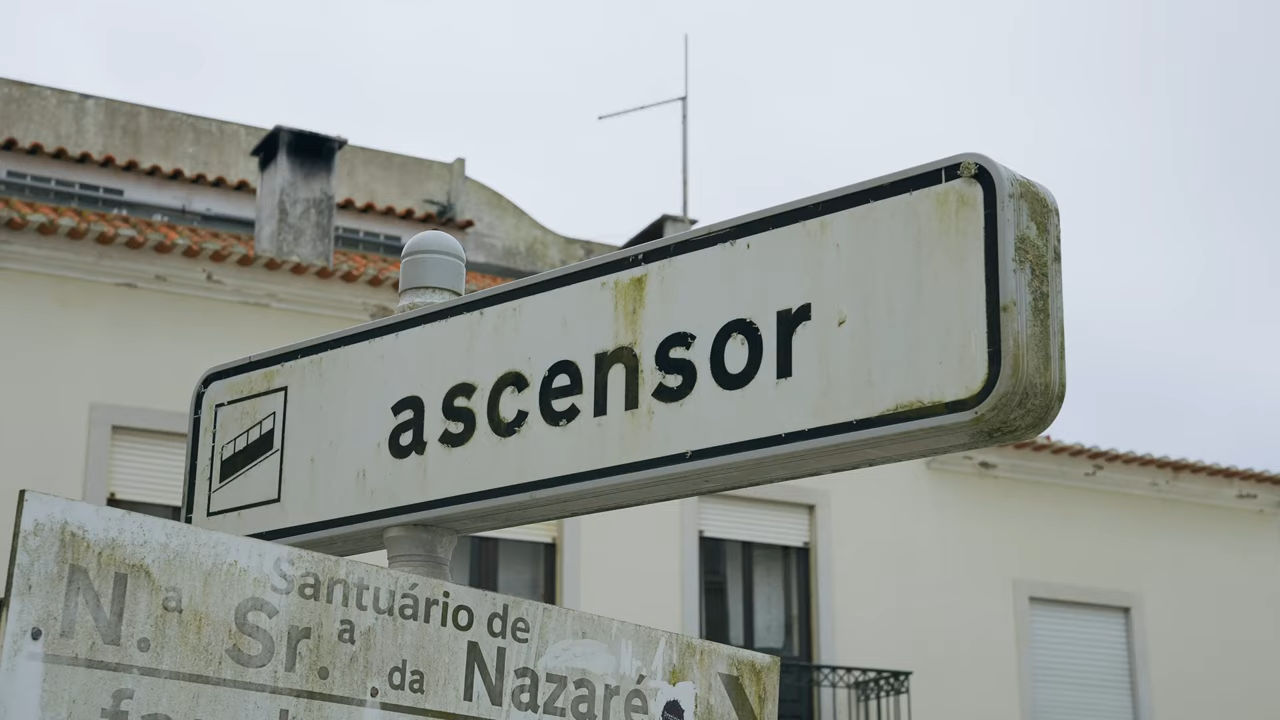 ascensor
Santuário de
N.ª Sr.ª da Nazaré